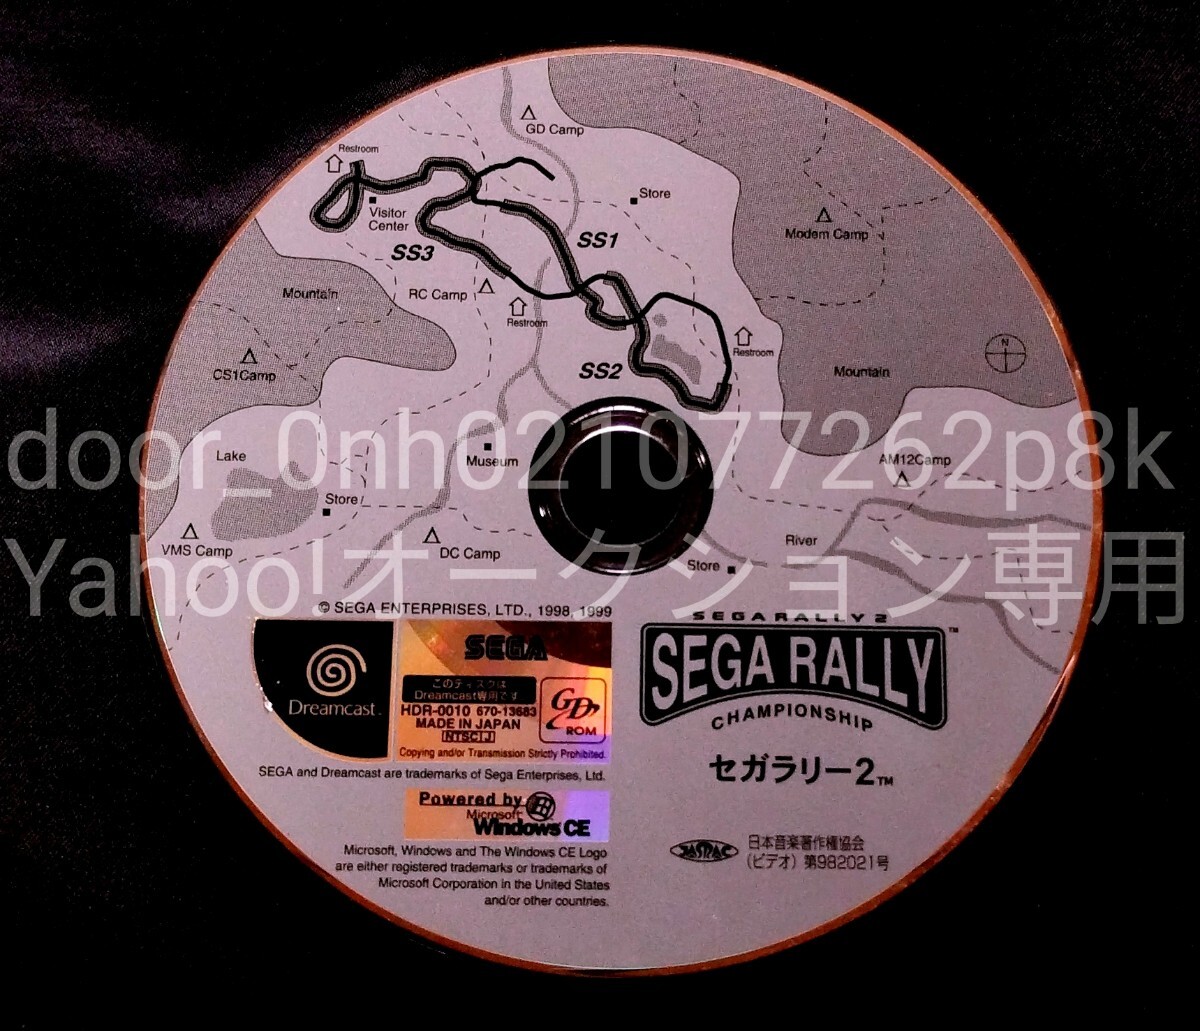 GD Camp
Restroom
Store
Visitor
Center
Modem Camp
SS1
SS3
Mountain
RC Camp
Restroom
N
Restroom
CS1Camp
SS2
Mountain
door_0nh021077262p8k
Lake
Museum
AM12Camp
Store
VMS Camp
DC Camp
River
Store
Yahoo!オークション専用
© SEGA ENTERPRISES, LTD., 1998, 1999
Dreamcast
SEGA
このディスクは
Dreamcast専用です
HDR-0010 670-13683
MADE IN JAPAN
NTSC J
GD
ROM
Copying and/or Transmission Strictly Prohibited.
SEGA and Dreamcast are trademarks of Sega Enterprises, Ltd.
Powered by
Microsoft
Windows CE
Microsoft, Windows and The Windows CE Logo
are either registered trademarks or trademarks of
Microsoft Corporation in the United States
and/or other countries.
SEGA RALLY 2
SEGA RALLY™
CHAMPIONSHIP
セガラリー2™
JASRAC
日本音楽著作権協会
(ビデオ) 第982021号